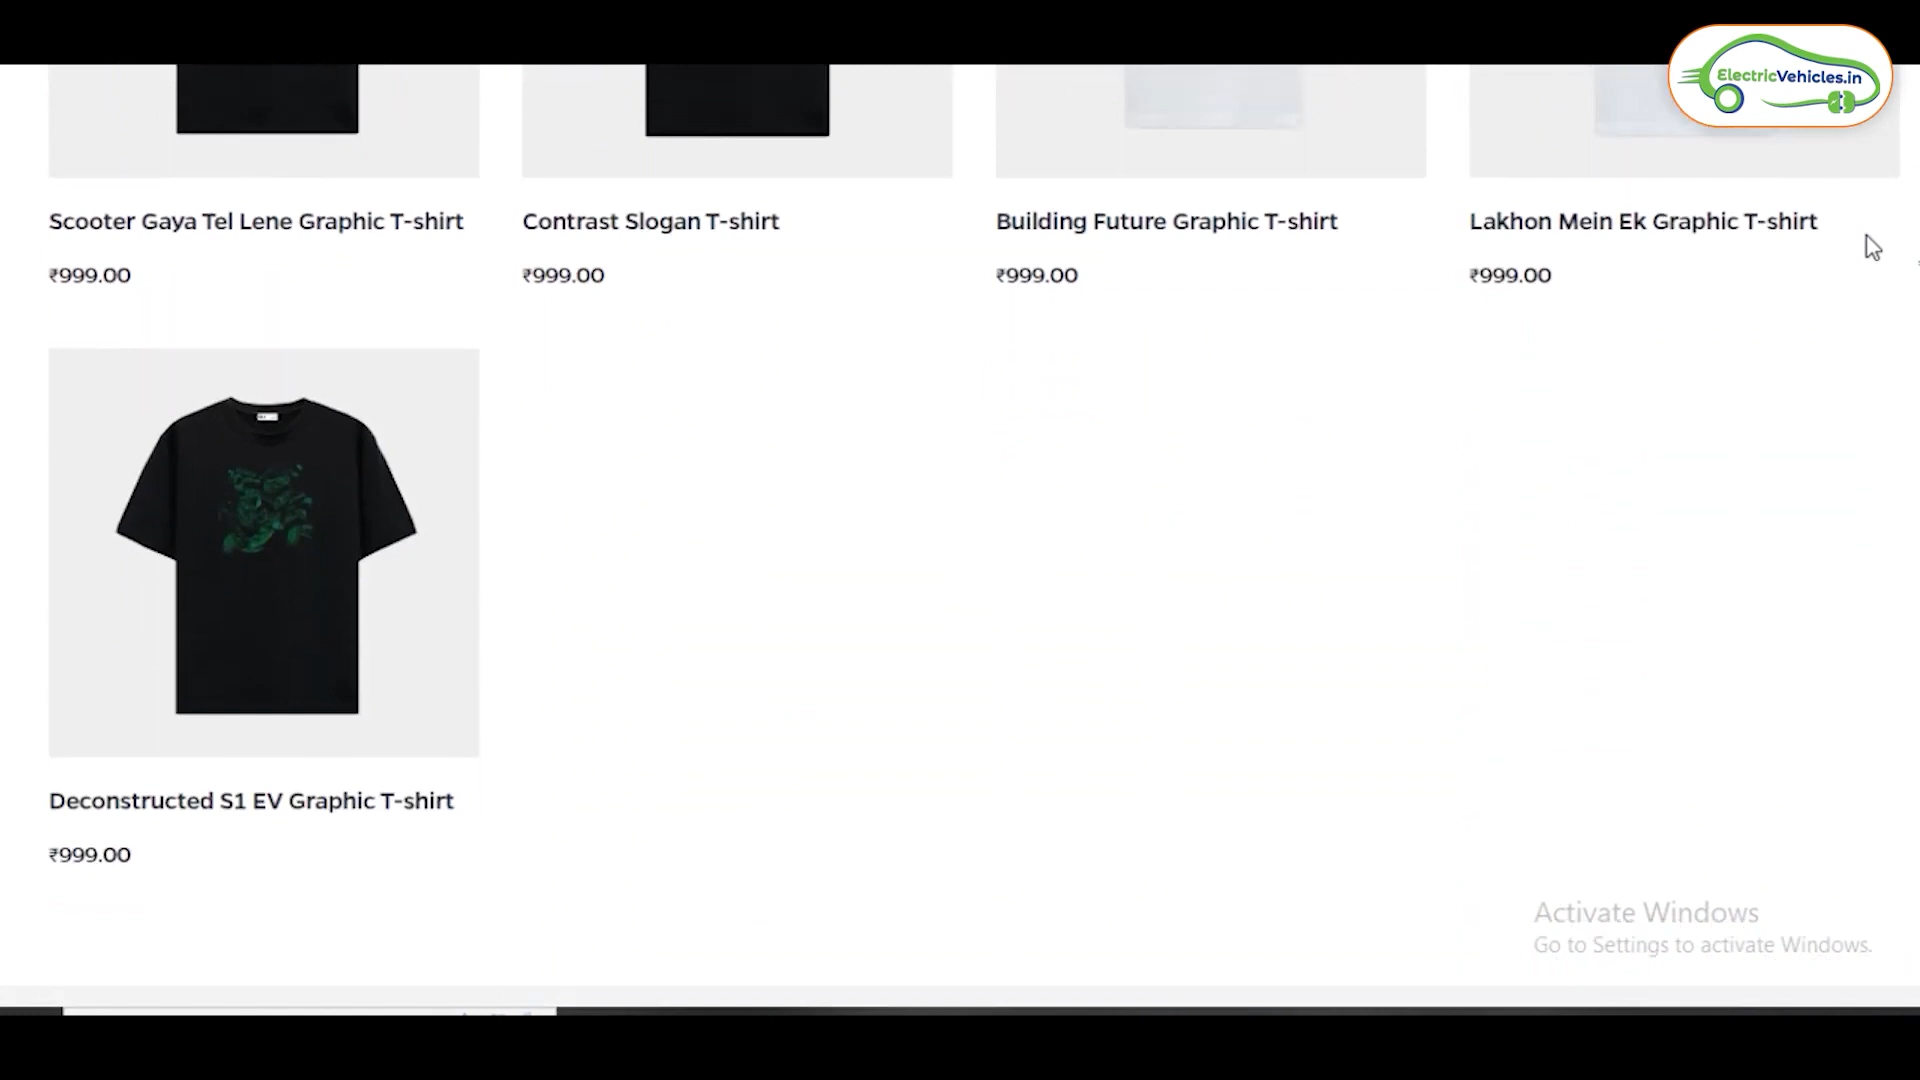 ElectricVehicles.in
Scooter Gaya Tel Lene Graphic T-shirt
₹999.00
Contrast Slogan T-shirt
₹999.00
Building Future Graphic T-shirt
₹999.00
Lakhon Mein Ek Graphic T-shirt
₹999.00
Deconstructed S1 EV Graphic T-shirt
₹999.00
Activate Windows
Go to Settings to activate Windows.